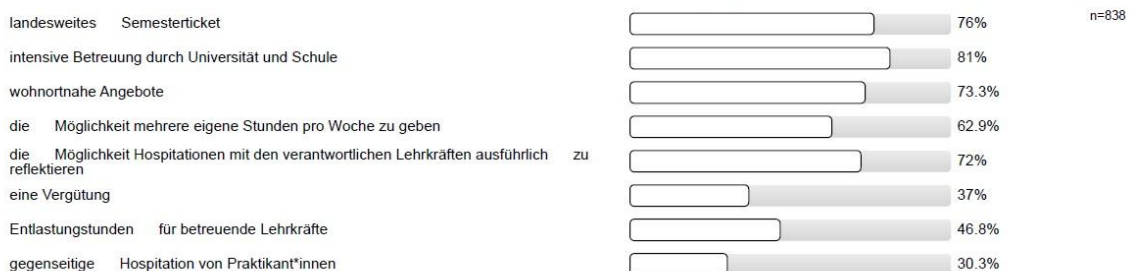 landesweites Semesterticket 76% n=838
intensive Betreuung durch Universität und Schule 81%
wohnortnahe Angebote 73.3%
die Möglichkeit mehrere eigene Stunden pro Woche zu geben 62.9%
die Möglichkeit Hospitationen mit den verantwortlichen Lehrkräften ausführlich zu
reflektieren 72%
eine Vergütung 37%
Entlastungstunden für betreuende Lehrkräfte 46.8%
gegenseitige Hospitation von Praktikant*innen 30.3%